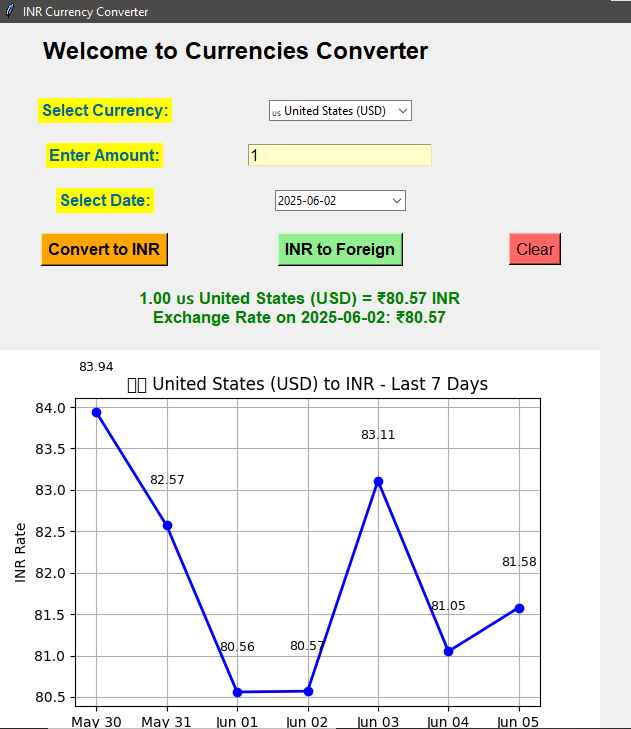 INR Currency Converter
Welcome to Currencies Converter
Select Currency: us United States (USD)
Enter Amount: 1
Select Date: 2025-06-02
Convert to INR INR to Foreign Clear
1.00 us United States (USD) = ₹80.57 INR
Exchange Rate on 2025-06-02: ₹80.57
United States (USD) to INR - Last 7 Days
INR Rate
84.0
83.5
83.0
82.5
82.0
81.5
81.0
80.5
83.94
82.57
80.56
80.57
83.11
81.05
81.58
May 30 May 31 Jun 01 Jun 02 Jun 03 Jun 04 Jun 05